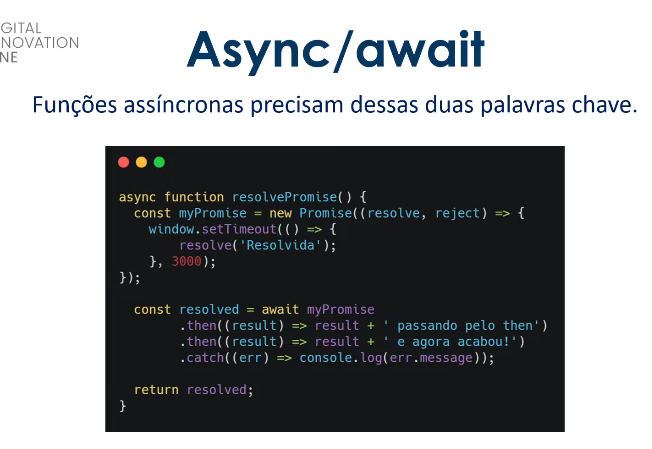 GITAL
NOVATION
NE
Async/await
Funções assíncronas precisam dessas duas palavras chave.
async function resolvePromise() {
const myPromise = new Promise((resolve, reject) => {
window.setTimeout(() => {
resolve('Resolvida');
}, 3000);
});
const resolved = await myPromise
.then((result) => result + ' passando pelo then')
.then((result) => result + ' e agora acabou!')
.catch((err) => console.log(err.message));
return resolved;
}